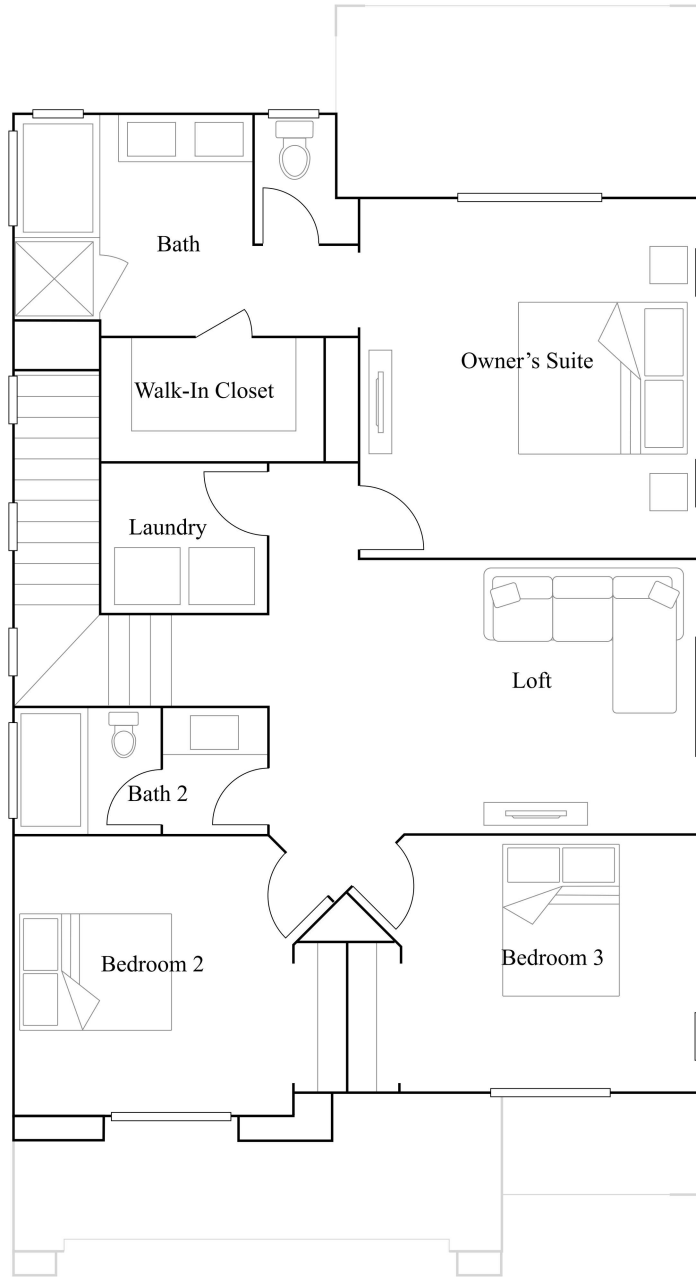 Bath
Owner’s Suite
Walk-In Closet
Laundry
Loft
Bath 2
Bedroom 2
Bedroom 3